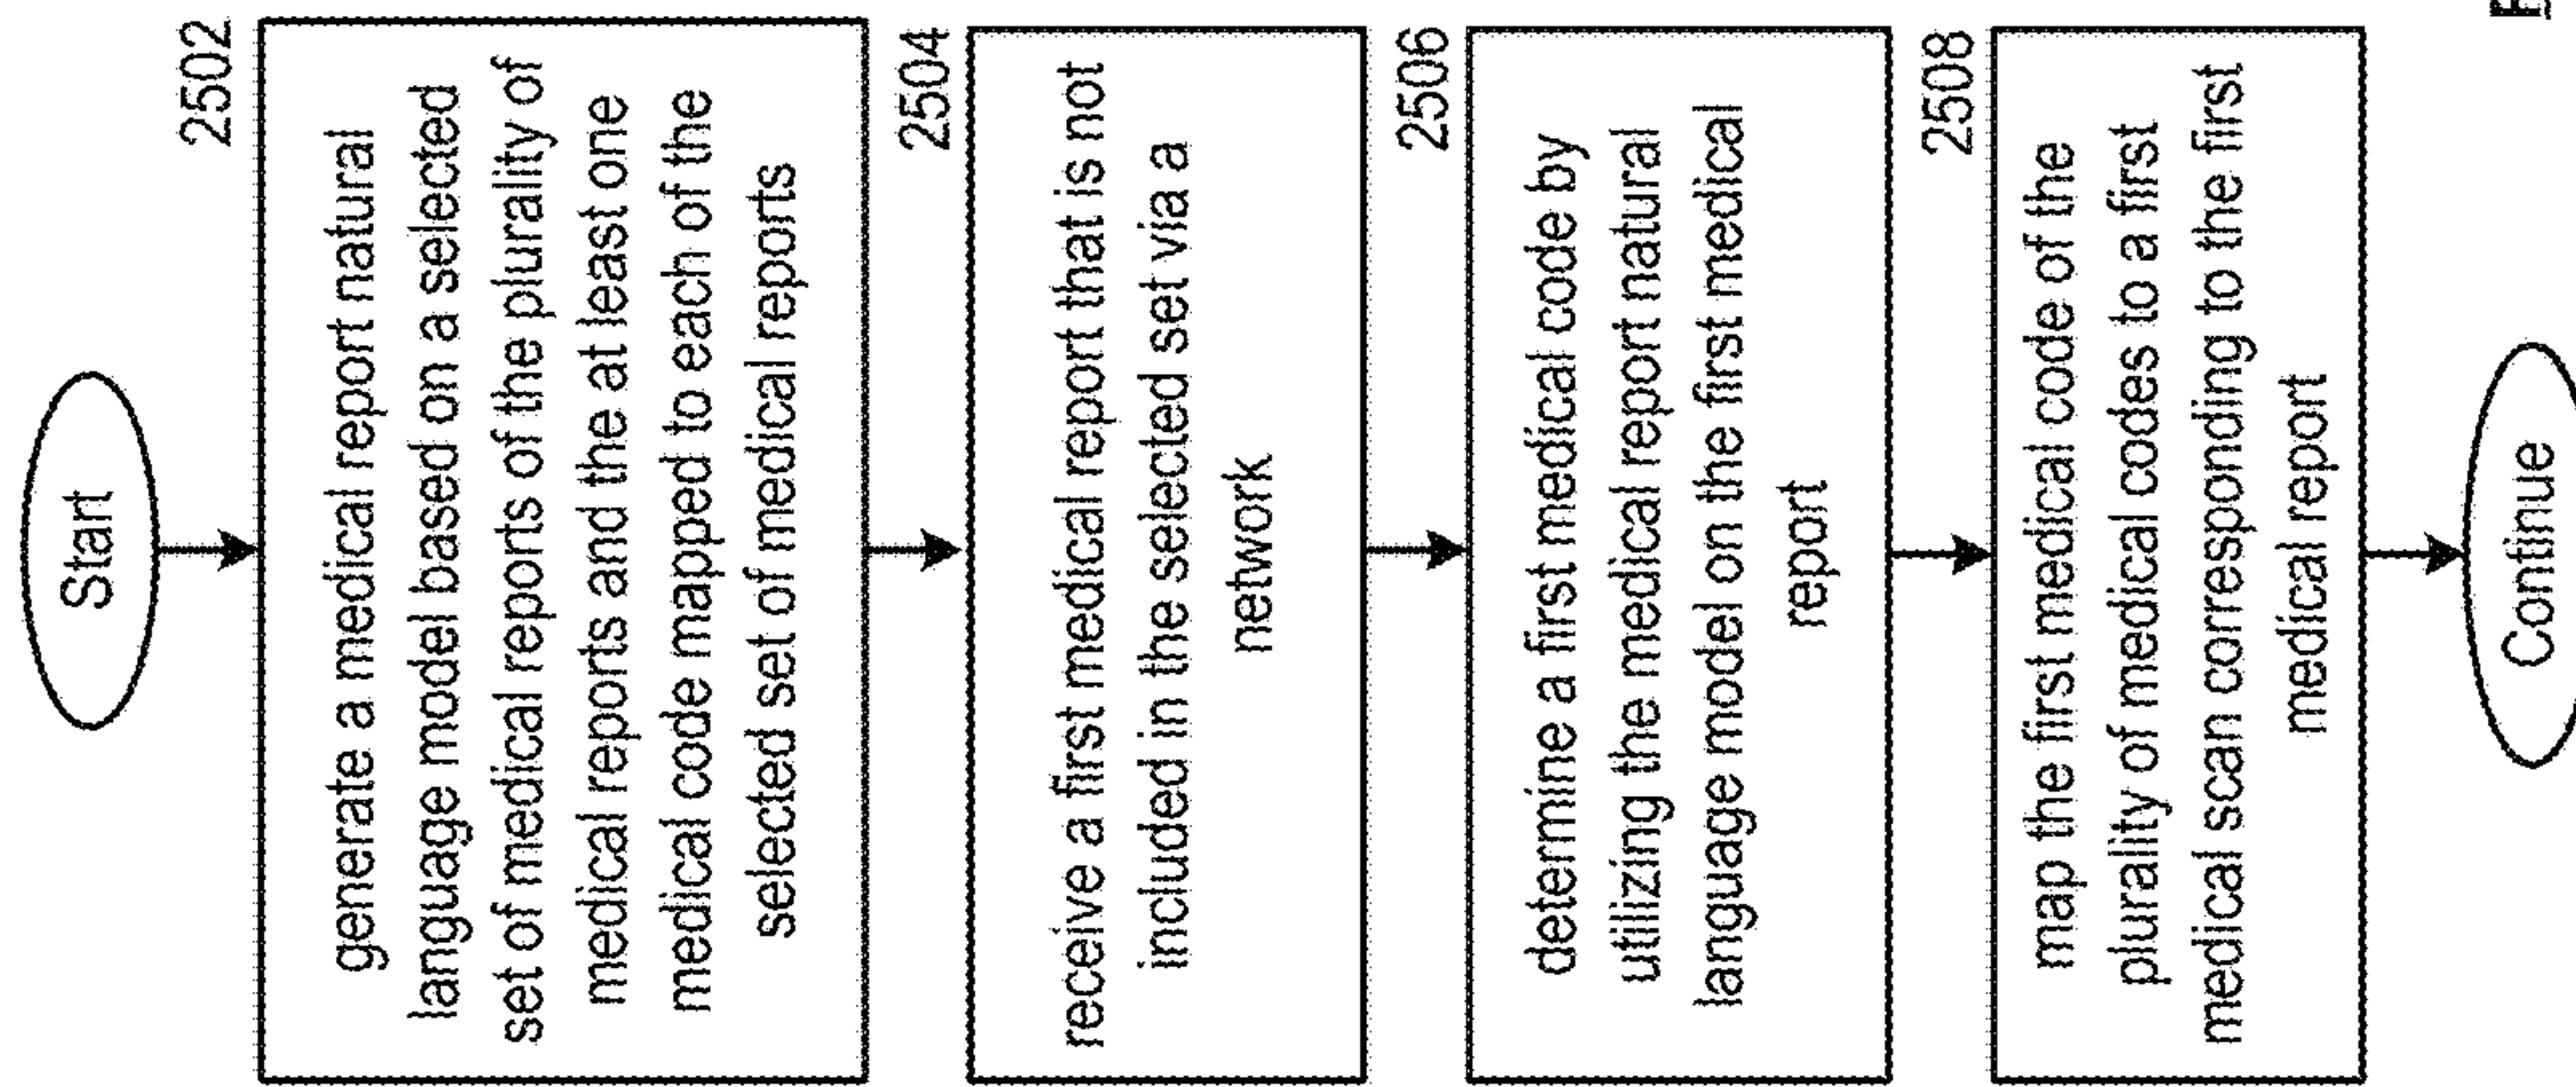 Start
2502
generate a medical report natural
language model based on a selected
set of medical reports of the plurality of
medical reports and the at least one
medical code mapped to each of the
selected set of medical reports
2504
receive a first medical report that is not
included in the selected set via a
network
2506
determine a first medical code by
utilizing the medical report natural
language model on the first medical
report
2508
map the first medical code of the
plurality of medical codes to a first
medical scan corresponding to the first
medical report
Continue